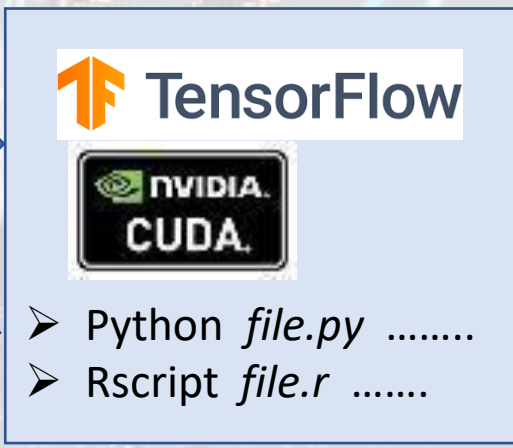 TensorFlow
NVIDIA.
CUDA.
➢ Python file.py ........
➢ Rscript file.r .......